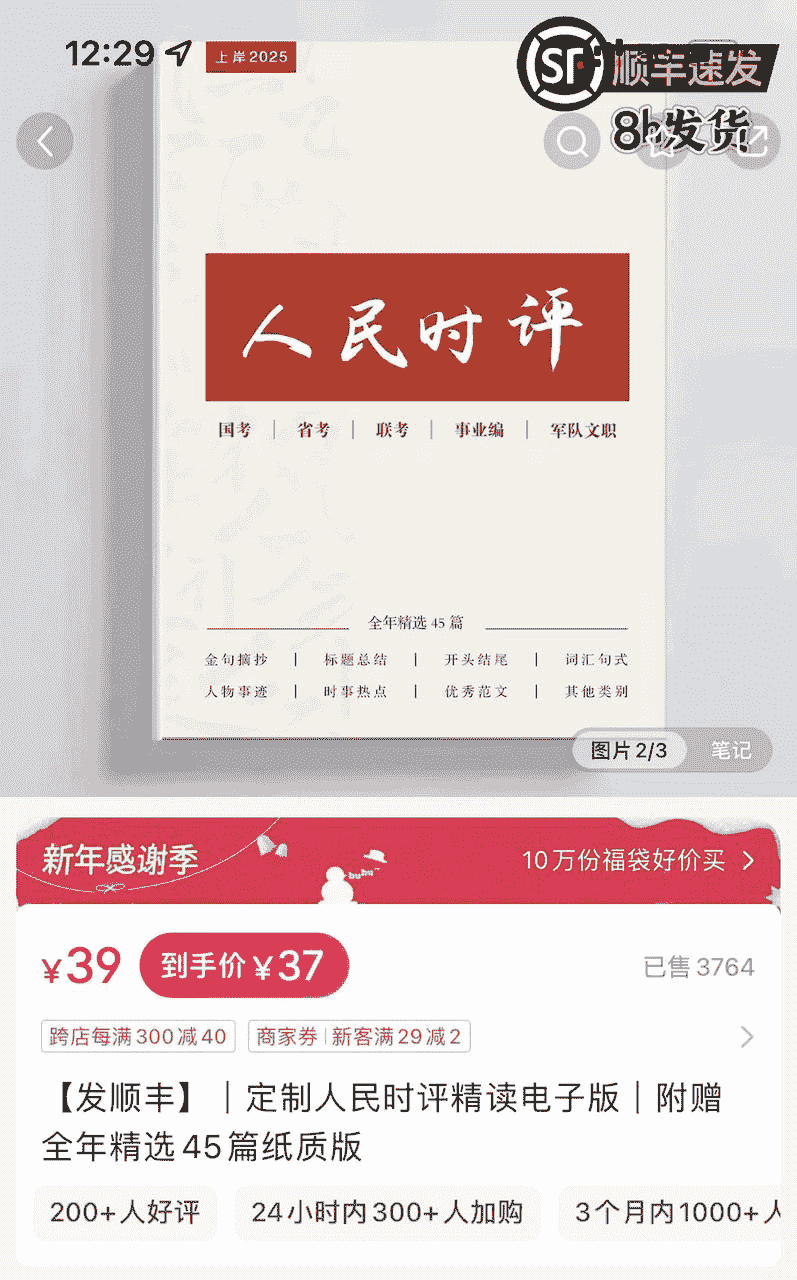 12:29
上岸2025
SF 顺丰速发
8h发货
人民时评
国考 | 省考 | 联考 | 事业编 | 军队文职
全年精选 45 篇
金句摘抄 | 标题总结 | 开头结尾 | 词汇句式
人物事迹 | 时事热点 | 优秀范文 | 其他类别
图片 2/3 笔记
新年感谢季 10万份福袋好价买
¥39 到手价¥37 已售 3764
跨店每满300减40 商家券 新客满29减2
【发顺丰】｜定制人民时评精读电子版｜附赠
全年精选45篇纸质版
200+人好评 24小时内300+人加购 3个月内1000+人